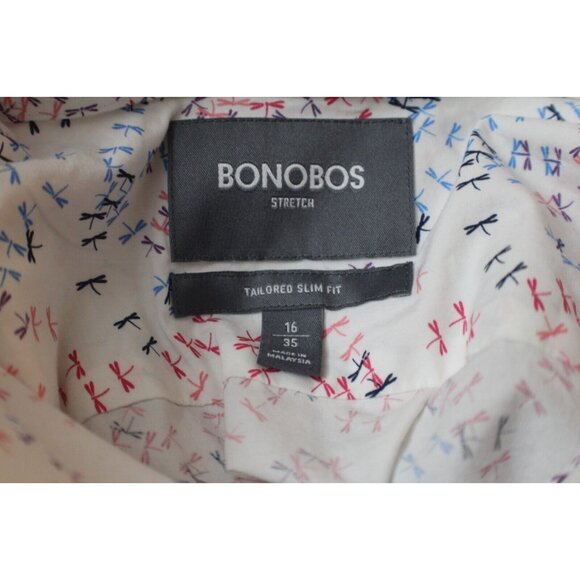 BONOBOS
STRETCH
TAILORED SLIM FIT
16
35
MADE IN
MALAYSIA